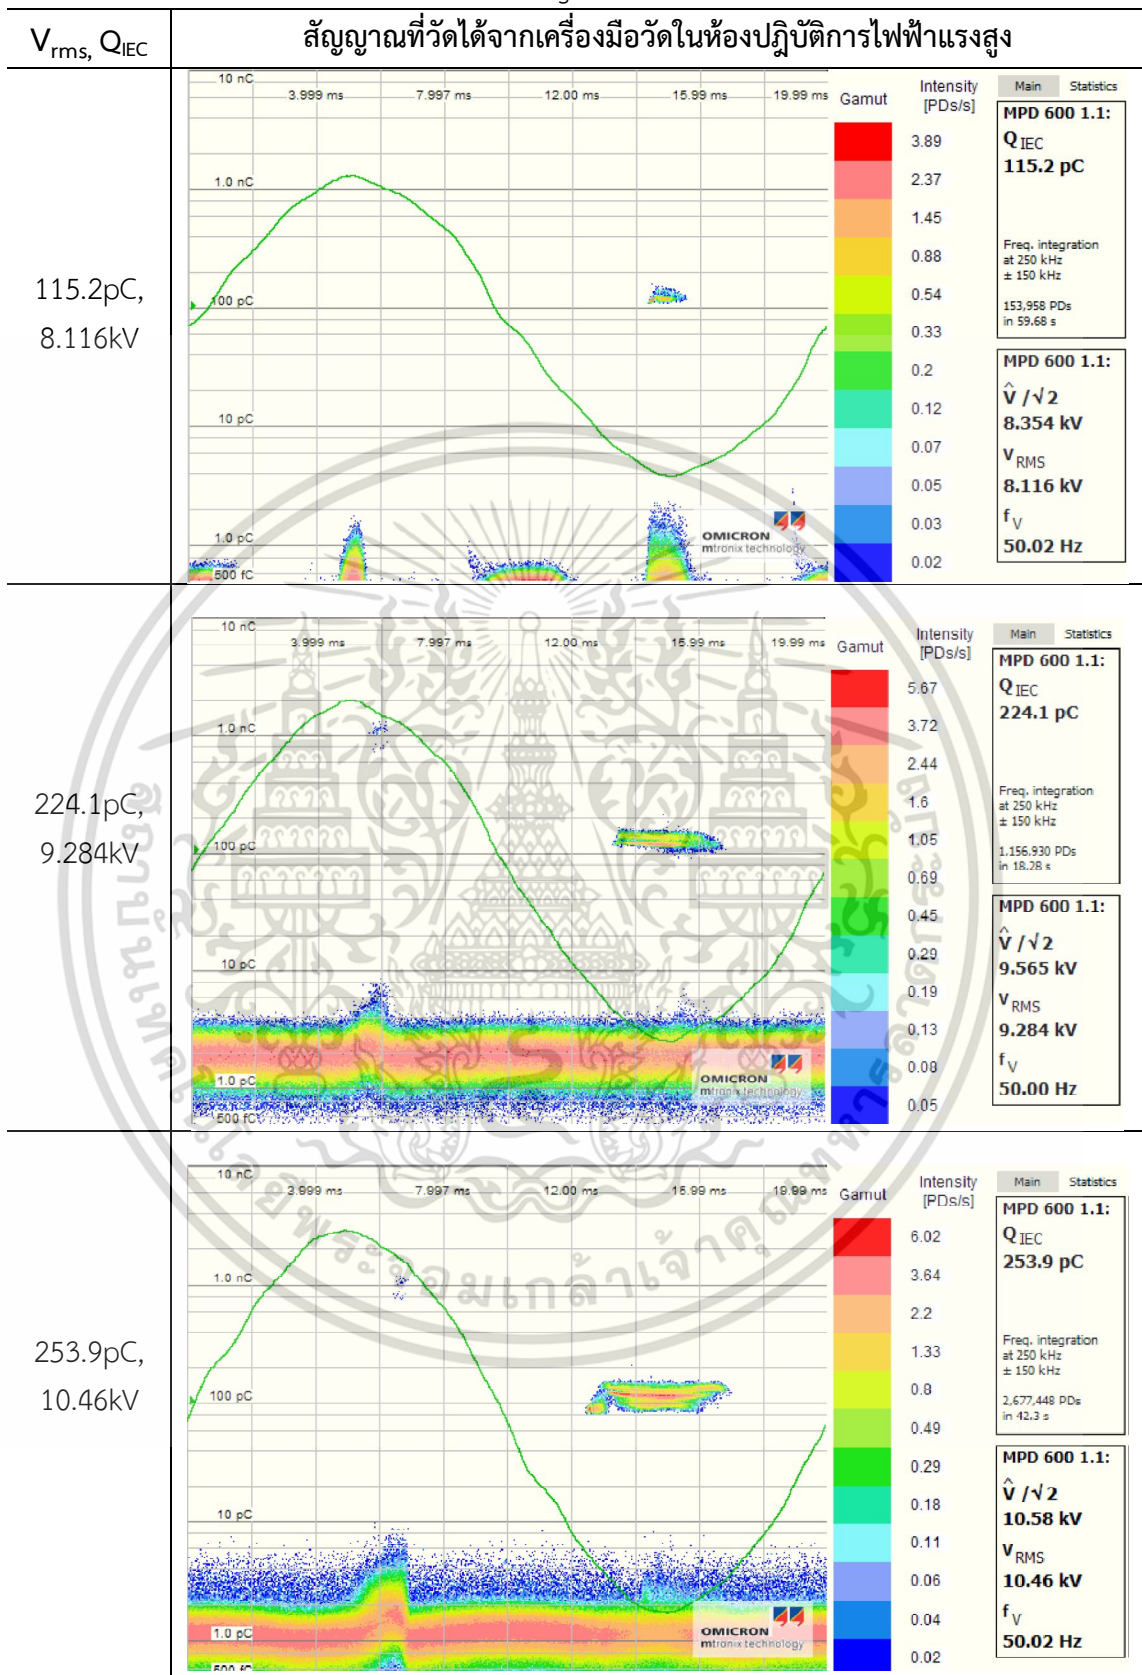 V rms, Q IEC
สัญญาณที่วัดได้จากเครื่องมือวัดในห้องปฏิบัติการไฟฟ้าแรงสูง
115.2pC,
8.116kV
10 nC
3.999 ms 7.997 ms 12.00 ms 15.99 ms 19.99 ms
1.0 nC
100 pC
10 pC
1.0 pC
500 fC
OMICRON
mtronix technology
Gamut
Intensity
[PDs/s]
3.89
2.37
1.45
0.88
0.54
0.33
0.2
0.12
0.07
0.05
0.03
0.02
Main Statistics
MPD 600 1.1:
Q IEC
115.2 pC
Freq. integration
at 250 kHz
± 150 kHz
153,958 PDs
in 59.68 s
MPD 600 1.1:
V̂ /√2
8.354 kV
V RMS
8.116 kV
f V
50.02 Hz
224.1pC,
9.284kV
10 nC
3.999 ms 7.997 ms 12.00 ms 15.99 ms 19.99 ms
1.0 nC
100 pC
10 pC
1.0 pC
500 fC
OMICRON
mtronix technology
Gamut
Intensity
[PDs/s]
5.67
3.72
2.44
1.6
1.05
0.69
0.45
0.29
0.19
0.13
0.08
0.05
Main Statistics
MPD 600 1.1:
Q IEC
224.1 pC
Freq. integration
at 250 kHz
± 150 kHz
1,156,930 PDs
in 18.28 s
MPD 600 1.1:
V̂ /√2
9.565 kV
V RMS
9.284 kV
f V
50.00 Hz
253.9pC,
10.46kV
10 nC
3.999 ms 7.997 ms 12.00 ms 15.99 ms 19.99 ms
1.0 nC
100 pC
10 pC
1.0 pC
500 fC
OMICRON
mtronix technology
Gamut
Intensity
[PDs/s]
6.02
3.64
2.2
1.33
0.8
0.49
0.29
0.18
0.11
0.06
0.04
0.02
Main Statistics
MPD 600 1.1:
Q IEC
253.9 pC
Freq. integration
at 250 kHz
± 150 kHz
2,677,448 PDs
in 42.3 s
MPD 600 1.1:
V̂ /√2
10.58 kV
V RMS
10.46 kV
f V
50.02 Hz